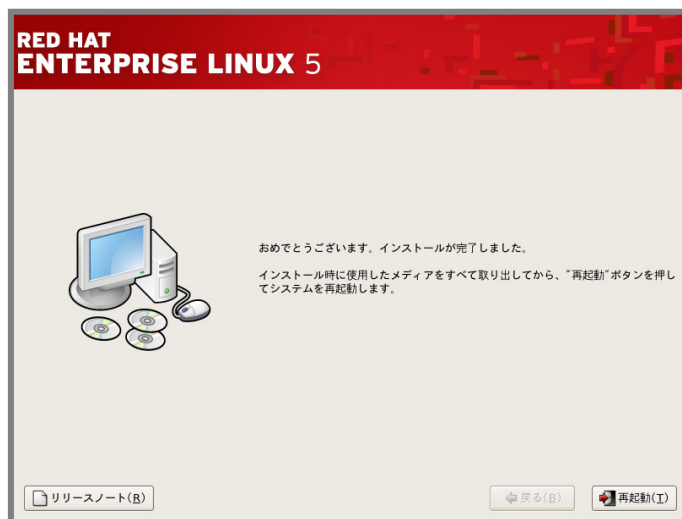 RED HAT
ENTERPRISE LINUX 5
おめでとうございます。インストールが完了しました。
インストール時に使用したメディアをすべて取り出してから、"再起動"ボタンを押し
てシステムを再起動します。
リリースノート(R)
戻る(B)
再起動(T)